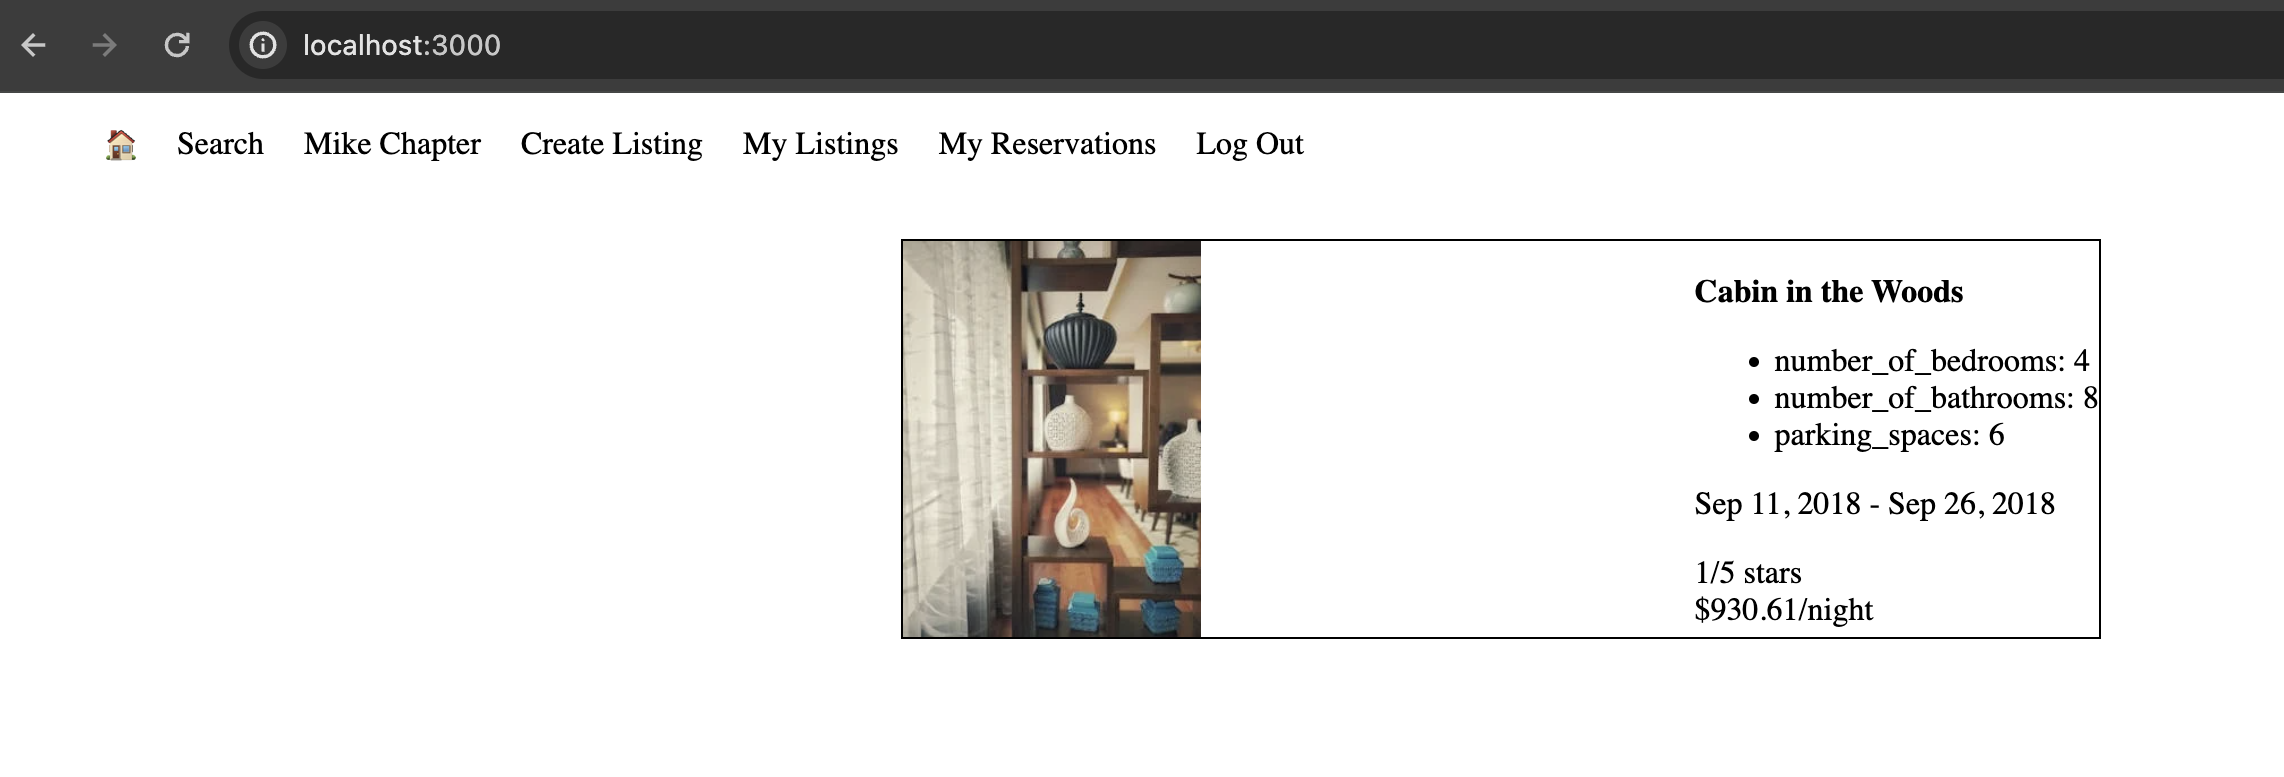 localhost:3000
Search Mike Chapter Create Listing My Listings My Reservations Log Out
Cabin in the Woods
number_of_bedrooms: 4
number_of_bathrooms: 8
parking_spaces: 6
Sep 11, 2018 - Sep 26, 2018
1/5 stars
$930.61/night